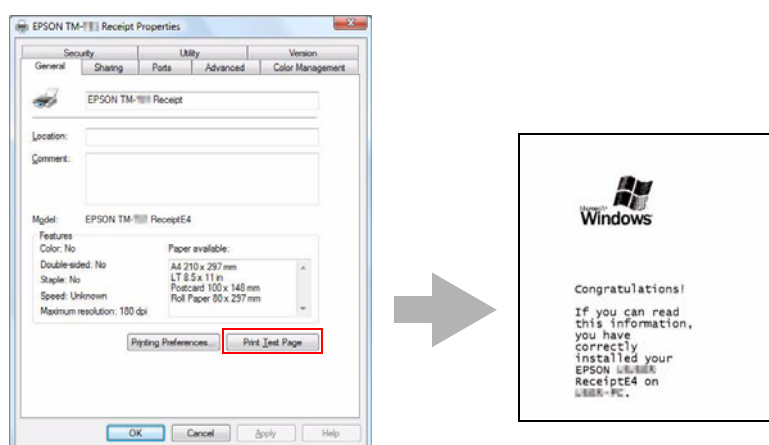 EPSON TM- Receipt Properties
Security Utility Version
General Sharing Ports Advanced Color Management
EPSON TM- Receipt
Location:
Comment:
Model: EPSON TM- ReceiptE4
Features
Color: No
Paper available:
Double-sided: No
A4 210 x 297 mm
Staple: No
LT 8.5 x 11 in
Postcard 100 x 148 mm
Speed: Unknown
Roll Paper 80 x 297 mm
Maximum resolution: 180 dpi
Printing Preferences... Print Test Page
OK Cancel Apply Help
Microsoft
Windows
Congratulations!
If you can read
this information,
you have
correctly
installed your
EPSON
ReceiptE4 on
-PC.